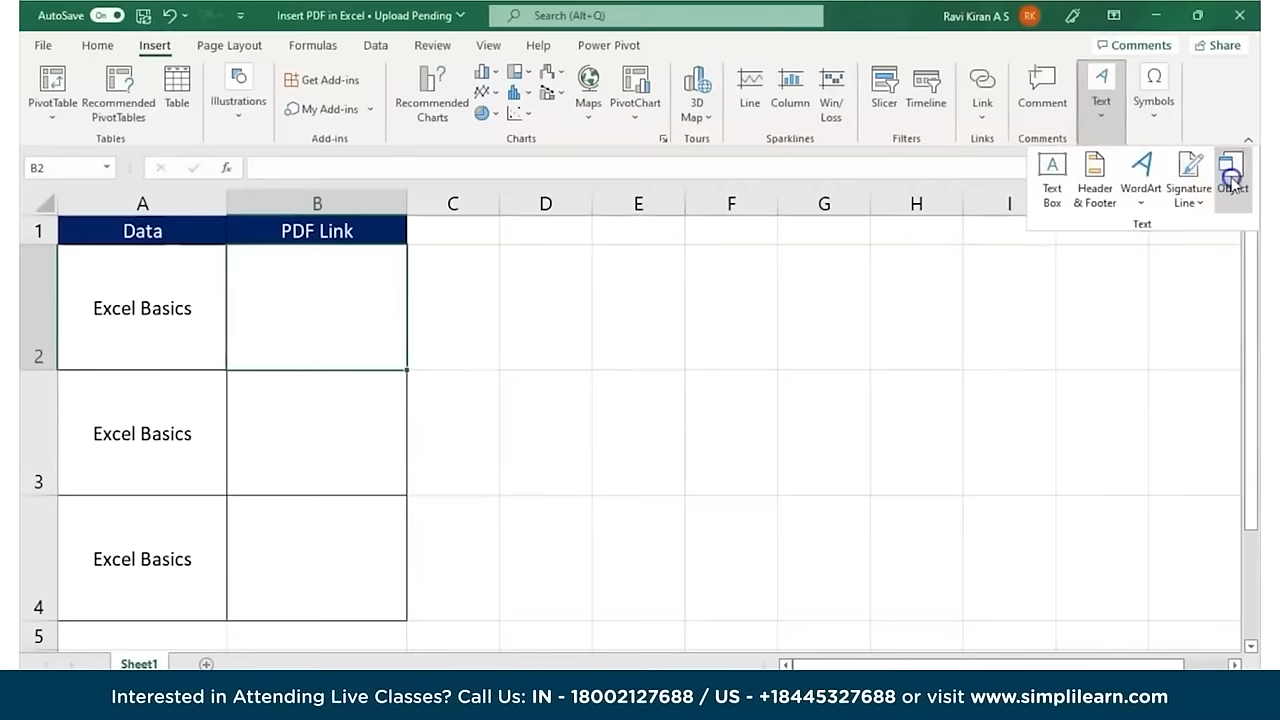 AutoSave On Insert PDF in Excel • Upload Pending Search (Alt+Q) Ravi Kiran A S RK
File Home Insert Page Layout Formulas Data Review View Help Power Pivot Comments Share
PivotTable Recommended PivotTables Table Illustrations Get Add-ins My Add-ins Recommended Charts Maps PivotChart 3D Map Line Column Win/Loss Slicer Timeline Link Comment Text Symbols
Tables Add-ins Charts Tours Sparklines Filters Links Comments
B2 fx
Text Box Header & Footer WordArt Signature Line Object
Text
A B C D E F G H I
1 Data PDF Link
2 Excel Basics
3 Excel Basics
4 Excel Basics
5
Sheet1
Interested in Attending Live Classes? Call Us: IN - 18002127688 / US - +18445327688 or visit www.simplilearn.com